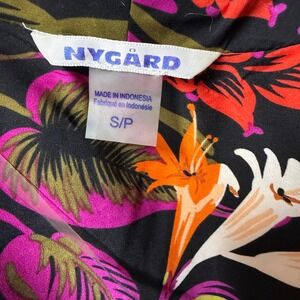 NYGÅRD
MADE IN INDONESIA
Fabriqué en Indonésie
S/P